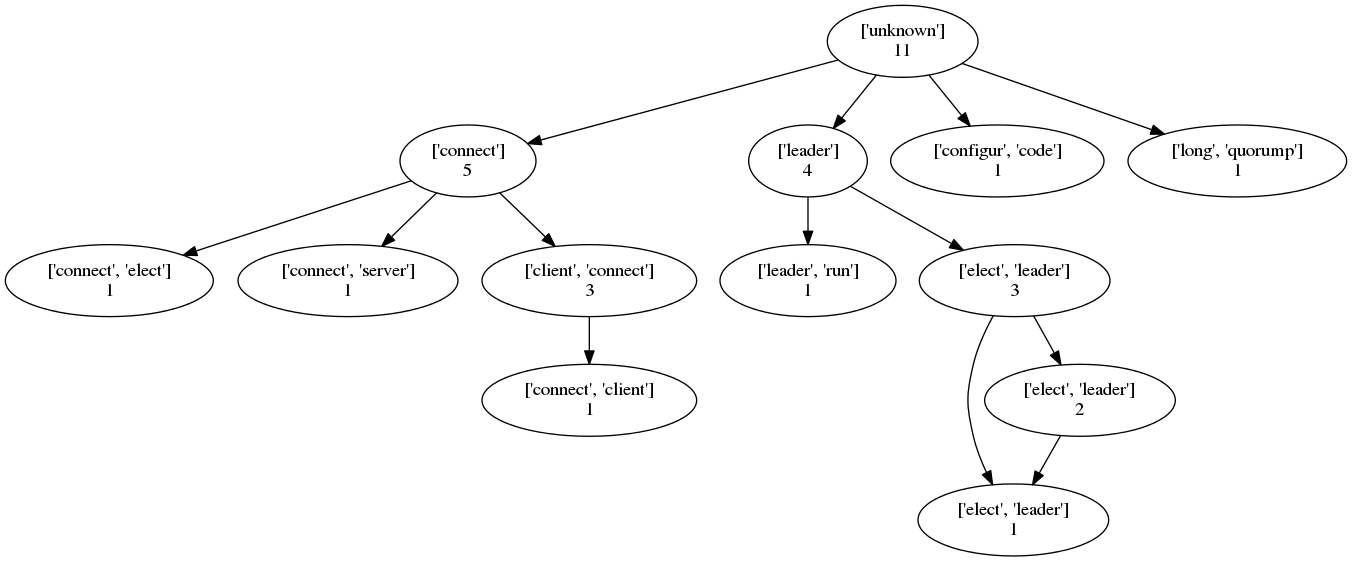 ['unknown']
11
['connect']
5
['leader']
4
['configur', 'code']
1
['long', 'quorump']
1
['connect', 'elect']
1
['connect', 'server']
1
['client', 'connect']
3
['leader', 'run']
1
['elect', 'leader']
3
['connect', 'client']
1
['elect', 'leader']
2
['elect', 'leader']
1